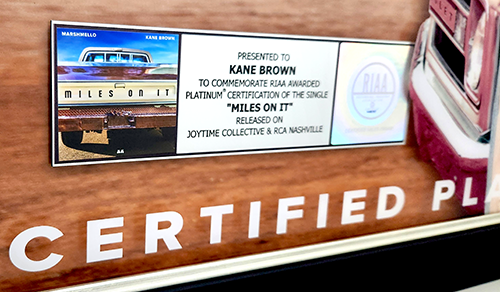 MARSHMELLO KANE BROWN
MILES ON IT
PRESENTED TO
KANE BROWN
TO COMMEMORATE RIAA AWARDED
PLATINUM® CERTIFICATION OF THE SINGLE
"MILES ON IT"
RELEASED ON
JOYTIME COLLECTIVE & RCA NASHVILLE
RIAA
CERTIFIED PLA